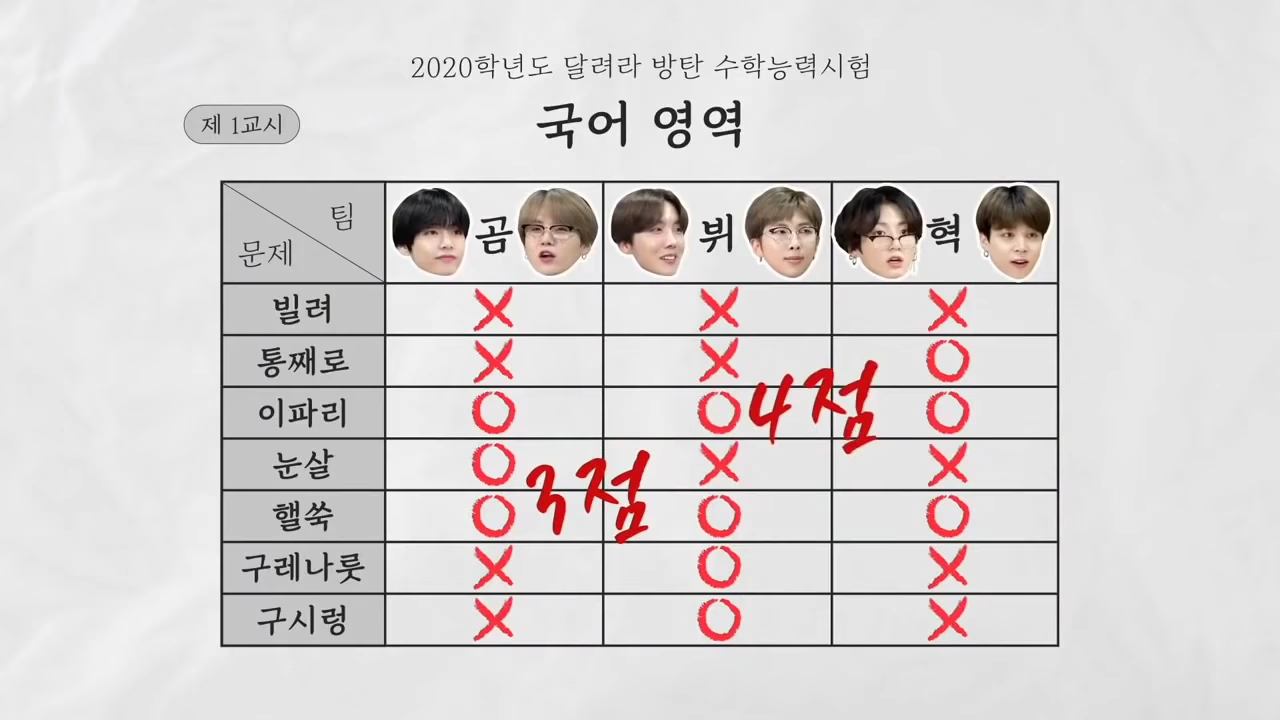 2020학년도 달려라 방탄 수학능력시험
제 1교시
국어 영역
팀
문제
곰 뷔 혁
빌려
통째로
이파리
눈살
핼쑥
구레나룻
구시렁
4점
3점